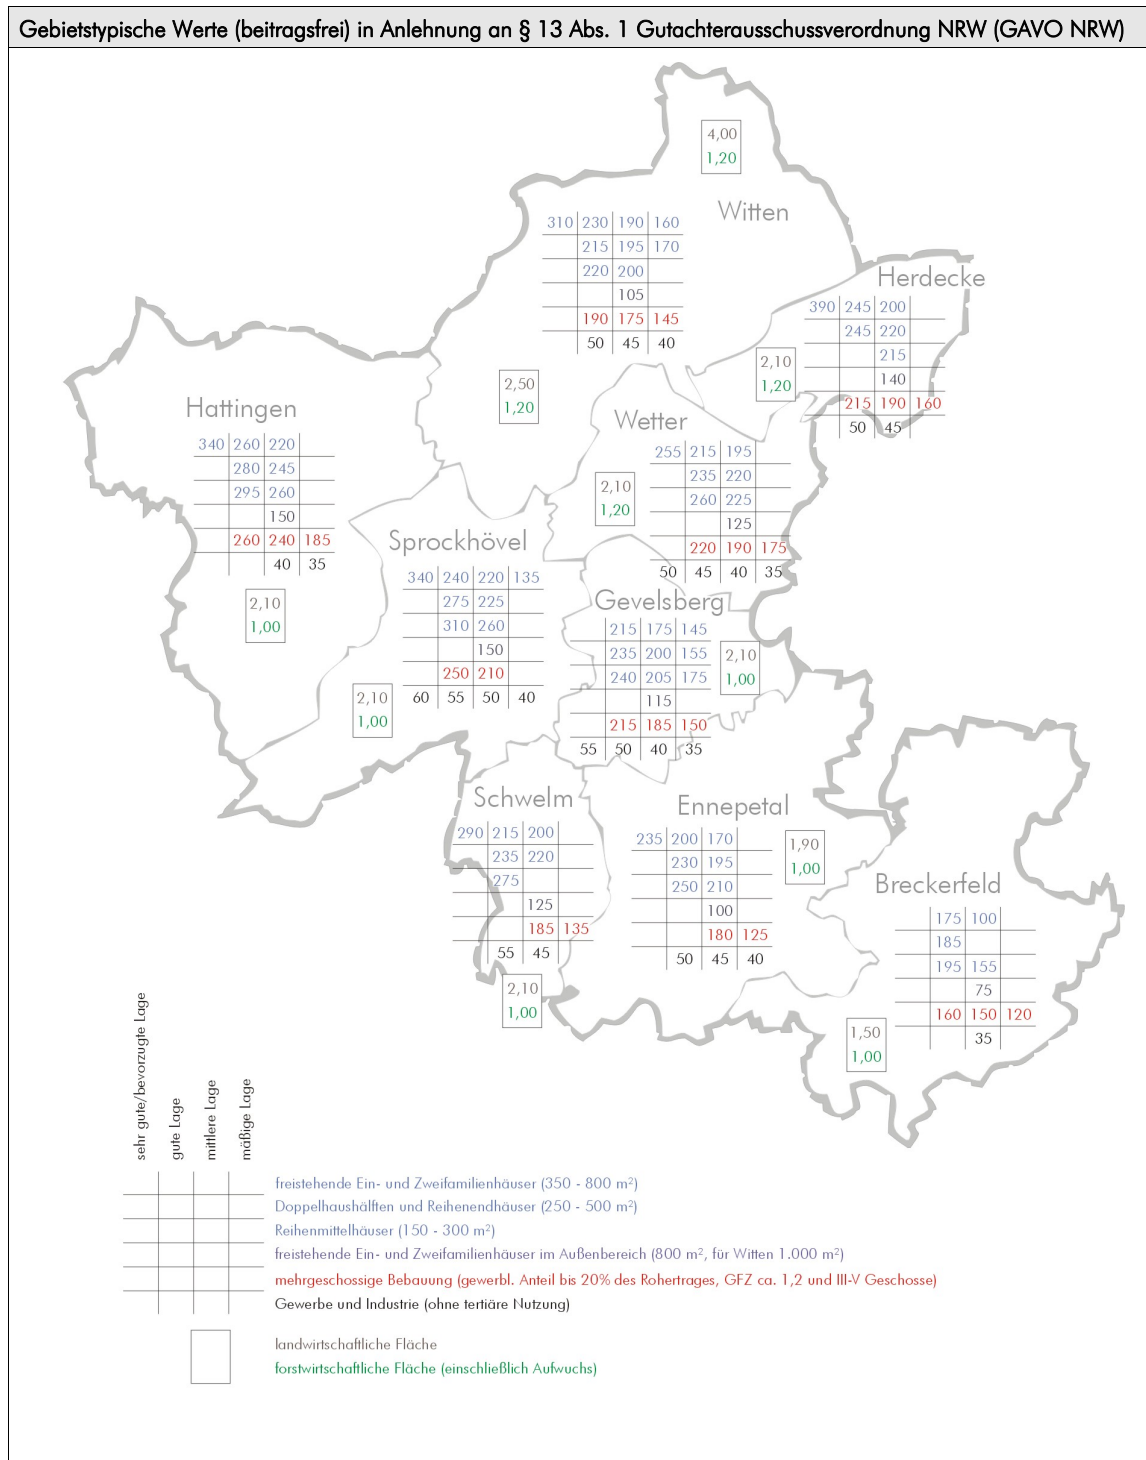 Gebietstypische Werte (beitragsfrei) in Anlehnung an § 13 Abs. 1 Gutachterausschussverordnung NRW (GAVO NRW)
4,00
1,20
Witten
310 230 190 160
215 195 170
220 200
105
190 175 145
50 45 40
2,50
1,20
Herdecke
390 245 200
245 220
215
140
215 190 160
50 45
2,10
1,20
Hattingen
340 260 220
280 245
295 260
150
260 240 185
40 35
2,10
1,00
Wetter
255 215 195
235 220
260 225
125
220 190 175
50 45 40 35
2,10
1,20
Sprockhövel
340 240 220 135
275 225
310 260
150
250 210
60 55 50 40
2,10
1,00
Gevelsberg
215 175 145
235 200 155
240 205 175
115
215 185 150
55 50 40 35
2,10
1,00
Schwelm
290 215 200
235 220
275
125
185 135
55 45
2,10
1,00
Ennepetal
235 200 170
230 195
250 210
100
180 125
50 45 40
1,90
1,00
Breckerfeld
175 100
185
195 155
75
160 150 120
35
1,50
1,00
sehr gute/bevorzugte Lage
gute Lage
mittlere Lage
mäßige Lage
freistehende Ein- und Zweifamilienhäuser (350 - 800 m²)
Doppelhaushälften und Reihenendhäuser (250 - 500 m²)
Reihenmittelhäuser (150 - 300 m²)
freistehende Ein- und Zweifamilienhäuser im Außenbereich (800 m², für Witten 1.000 m²)
mehrgeschossige Bebauung (gewerbl. Anteil bis 20% des Rohertrages, GFZ ca. 1,2 und III-V Geschosse)
Gewerbe und Industrie (ohne tertiäre Nutzung)
landwirtschaftliche Fläche
forstwirtschaftliche Fläche (einschließlich Aufwuchs)